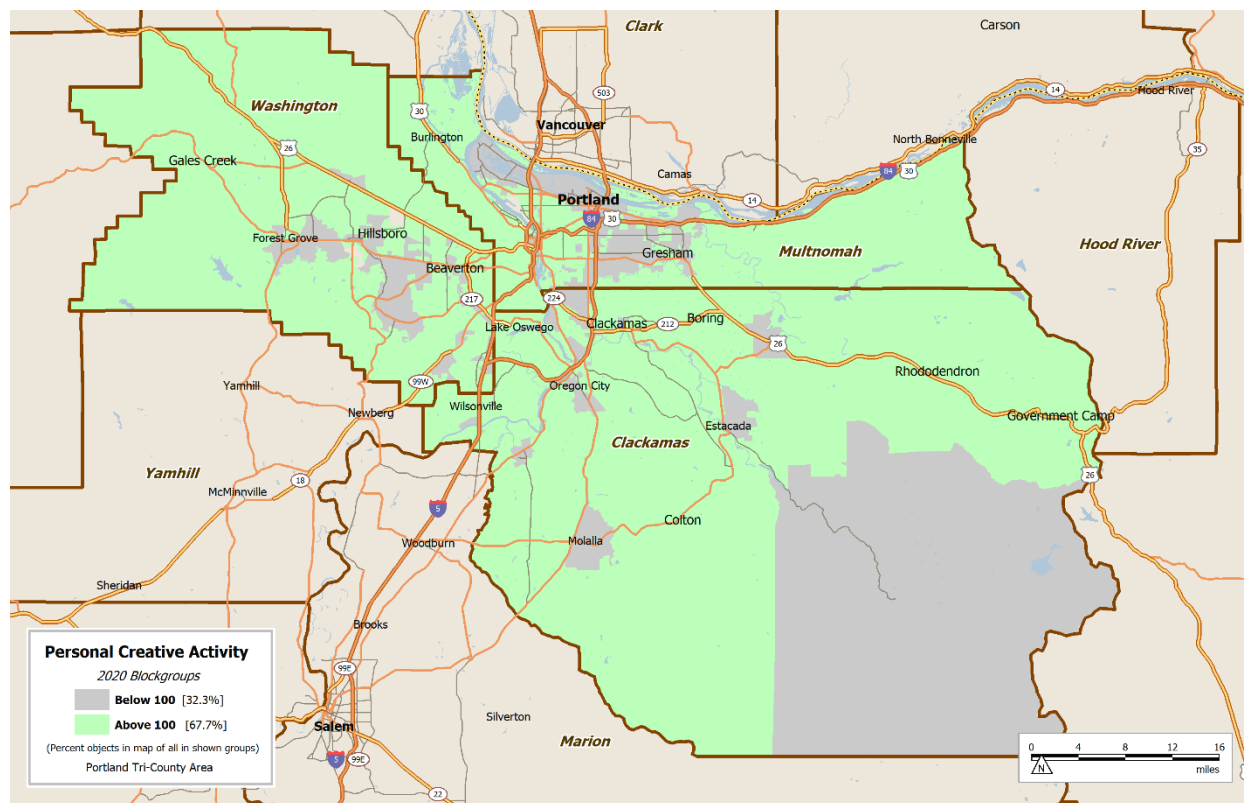 Clark
Carson
503
14
Hood River
Washington
30
Burlington
Vancouver
North Bonneville
26
Gales Creek
Camas
84
30
35
14
Portland
84
30
Forest Grove
Hillsboro
Beaverton
Gresham
Multnomah
Hood River
217
224
Lake Oswego
Clackamas
212
Boring
26
Yamhill
99W
Oregon City
Rhododendron
Newberg
Wilsonville
Government Camp
Estacada
Clackamas
Yamhill
18
26
McMinnville
5
Colton
Woodburn
Molalla
Sheridan
Brooks
Personal Creative Activity
2020 Blockgroups
Below 100 [32.3%]
Above 100 [67.7%]
(Percent objects in map of all in shown groups)
Portland Tri-County Area
99E
Salem
Silverton
Marion
5
99E
22
0 4 8 12 16
N
miles